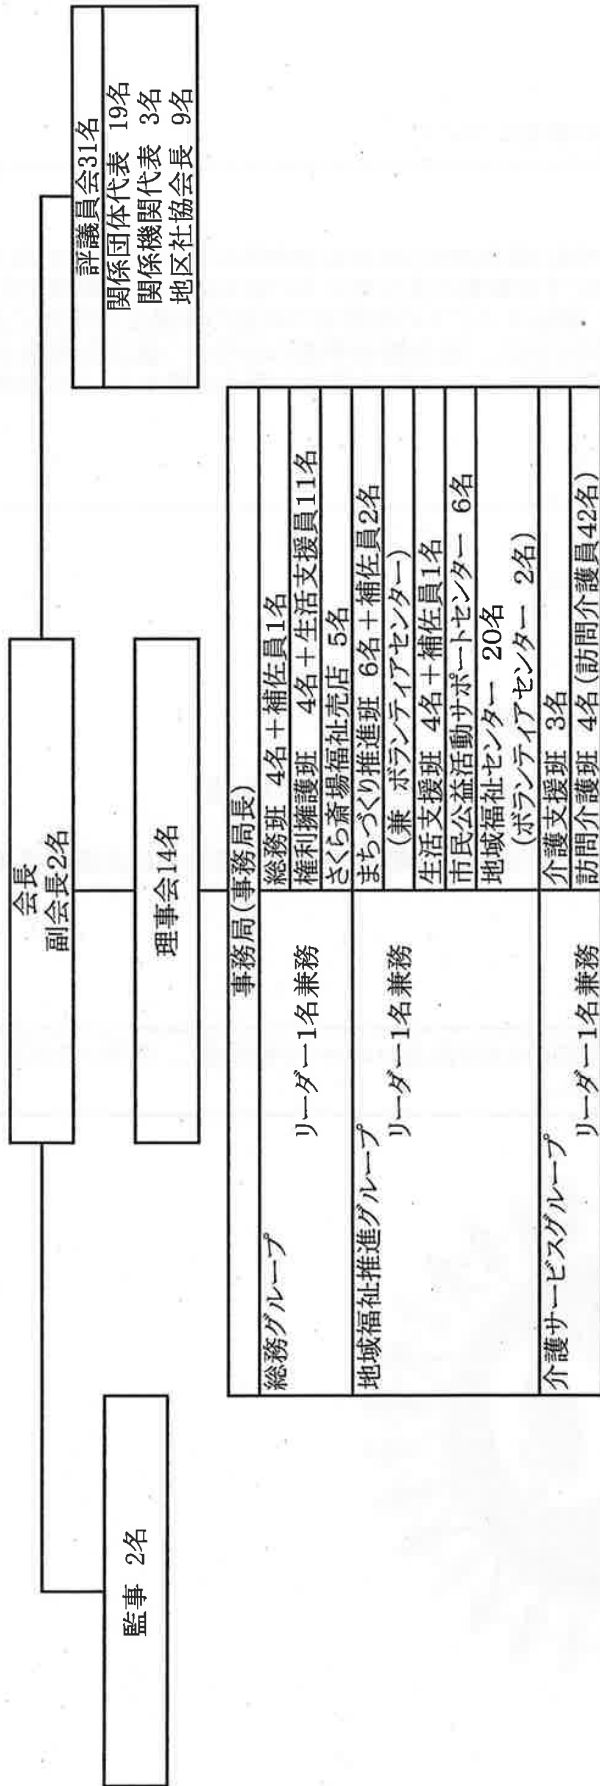 会長
副会長2名
監事 2名
評議員会31名
関係団体代表 19名
関係機関代表 3名
地区社協会長 9名
理事会14名
事務局(事務局長)
総務グループ
リーダー1名兼務
総務班 4名+補佐員1名
権利擁護班 4名+生活支援員11名
さくら斎場福祉売店 5名
地域福祉推進グループ
リーダー1名兼務
まちづくり推進班 6名+補佐員2名
(兼 ボランティアセンター)
生活支援班 4名+補佐員1名
市民公益活動サポートセンター 6名
地域福祉センター 20名
(ボランティアセンター 2名)
介護サービスグループ
リーダー1名兼務
介護支援班 3名
訪問介護班 4名(訪問介護員42名)